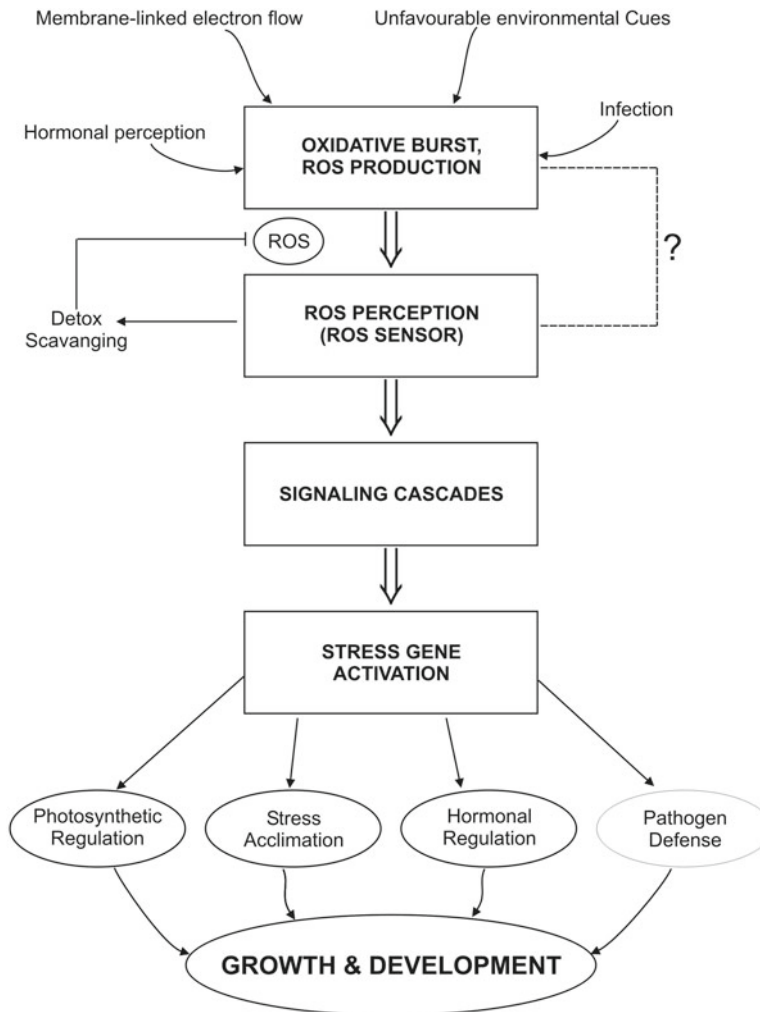 Membrane-linked electron flow
Unfavourable environmental Cues
Hormonal perception
Infection
OXIDATIVE BURST,
ROS PRODUCTION
ROS
?
Detox
Scavanging
ROS PERCEPTION
(ROS SENSOR)
SIGNALING CASCADES
STRESS GENE
ACTIVATION
Photosynthetic
Regulation
Stress
Acclimation
Hormonal
Regulation
Pathogen
Defense
GROWTH & DEVELOPMENT